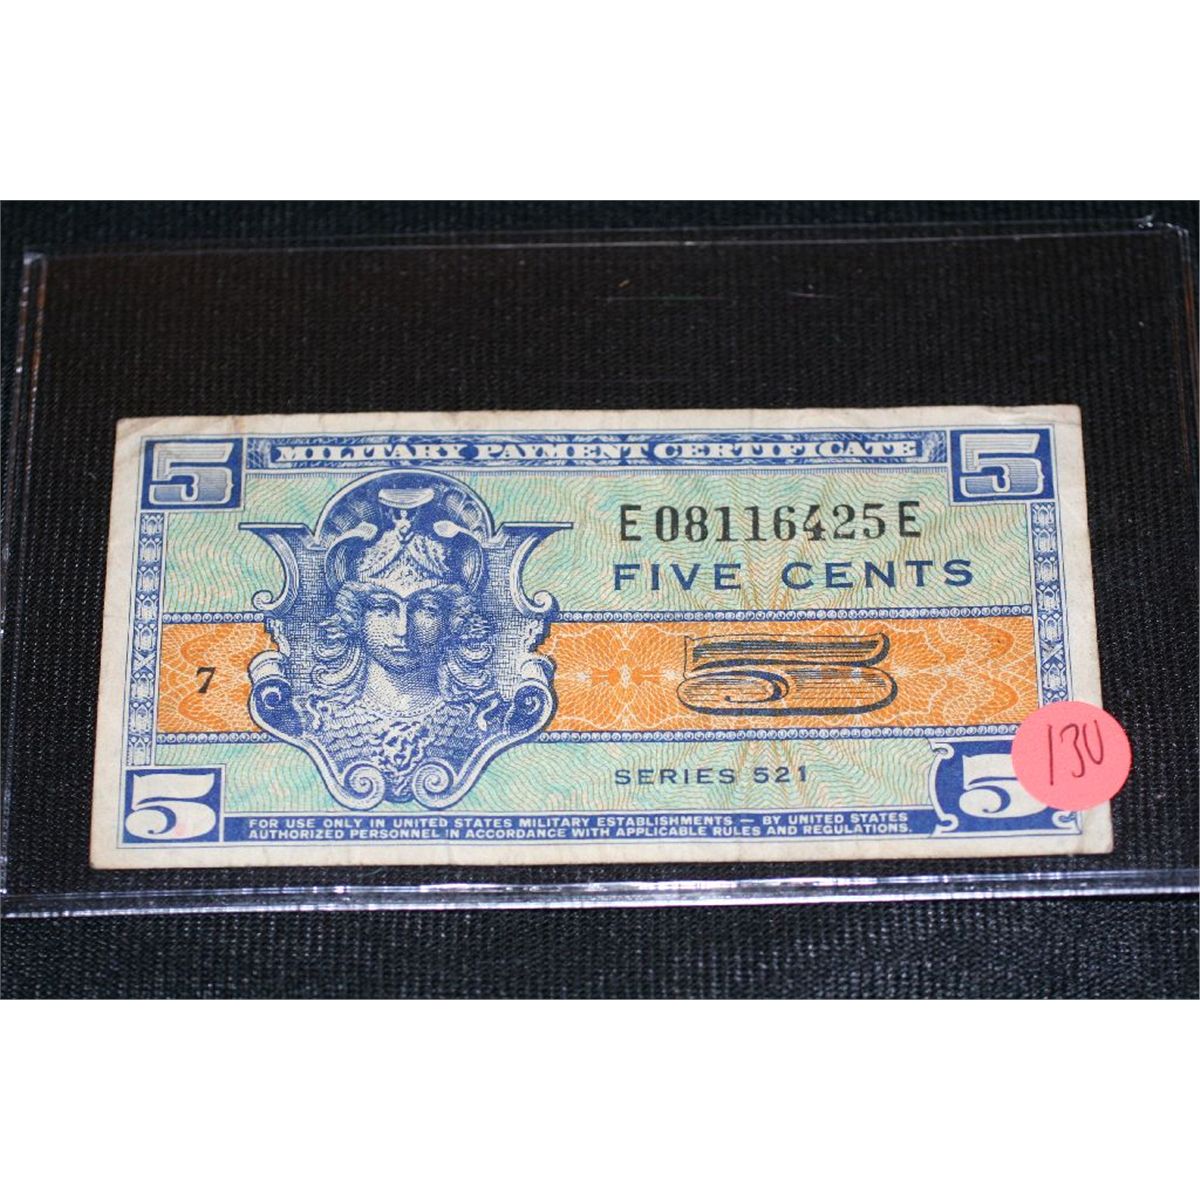 5 MILITARY PAYMENT CERTIFICATE 5
E08116425E
FIVE CENTS
7 5
SERIES 521
5 5
FOR USE ONLY IN UNITED STATES MILITARY ESTABLISHMENTS — BY UNITED STATES
AUTHORIZED PERSONNEL IN ACCORDANCE WITH APPLICABLE RULES AND REGULATIONS.